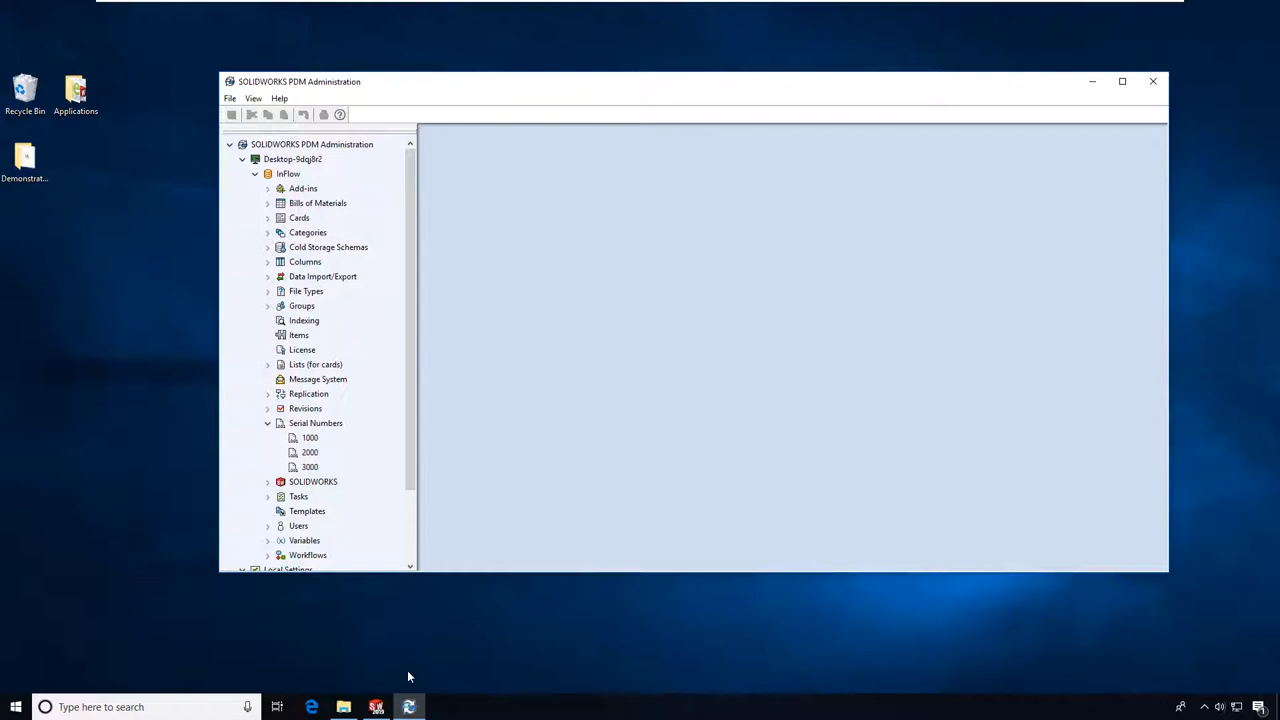 Recycle Bin
Applications
Demonstrat...
SOLIDWORKS PDM Administration
File View Help
SOLIDWORKS PDM Administration
Desktop-9dqj8r2
InFlow
Add-ins
Bills of Materials
Cards
Categories
Cold Storage Schemas
Columns
Data Import/Export
File Types
Groups
Indexing
Items
License
Lists (for cards)
Message System
Replication
Revisions
Serial Numbers
1000
2000
3000
SOLIDWORKS
Tasks
Templates
Users
Variables
Workflows
Local Settings
Type here to search